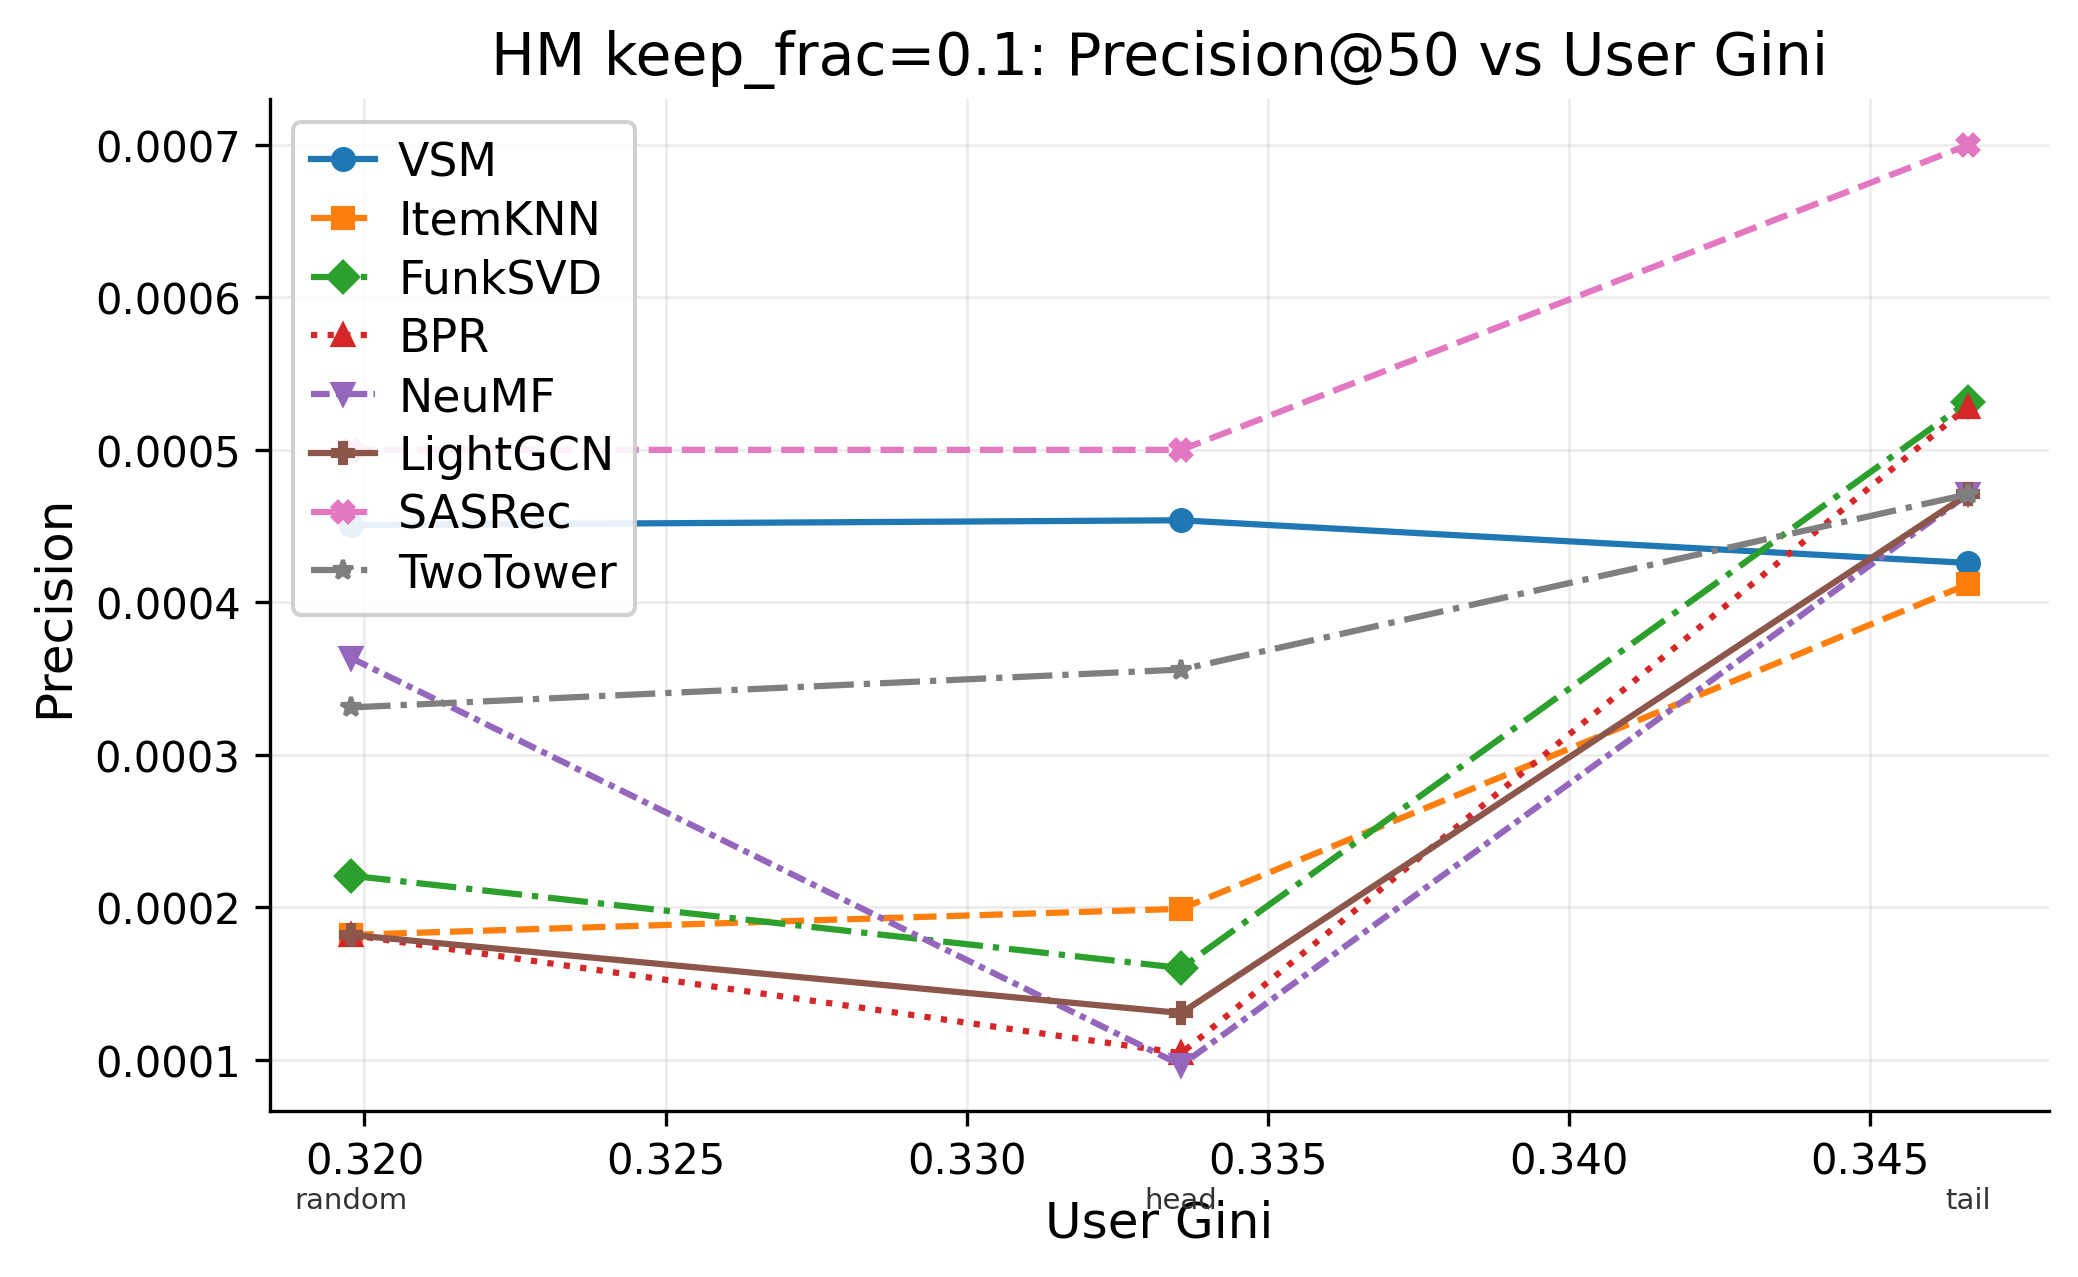 HM keep_frac=0.1: Precision@50 vs User Gini
0.0007
0.0006
0.0005
0.0004
0.0003
0.0002
0.0001
Precision
VSM
ItemKNN
FunkSVD
BPR
NeuMF
LightGCN
SASRec
TwoTower
0.320 0.325 0.330 0.335 0.340 0.345
random head tail
User Gini